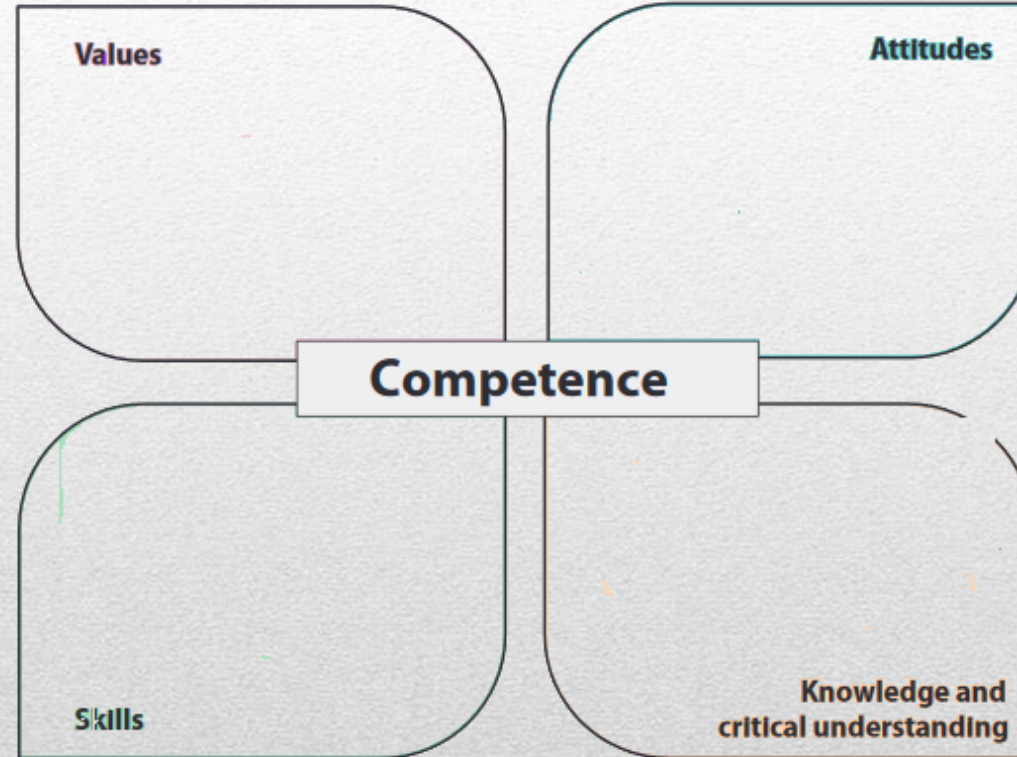 Values
Attitudes
Competence
Skills
Knowledge and
critical understanding